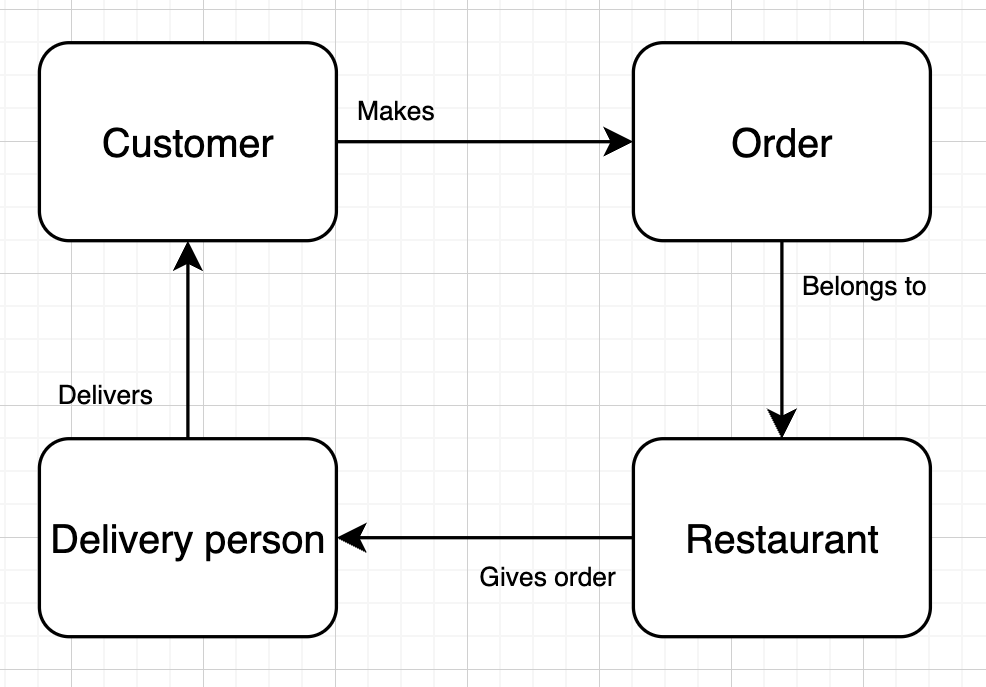 Customer
Makes
Order
Belongs to
Delivers
Delivery person
Gives order
Restaurant